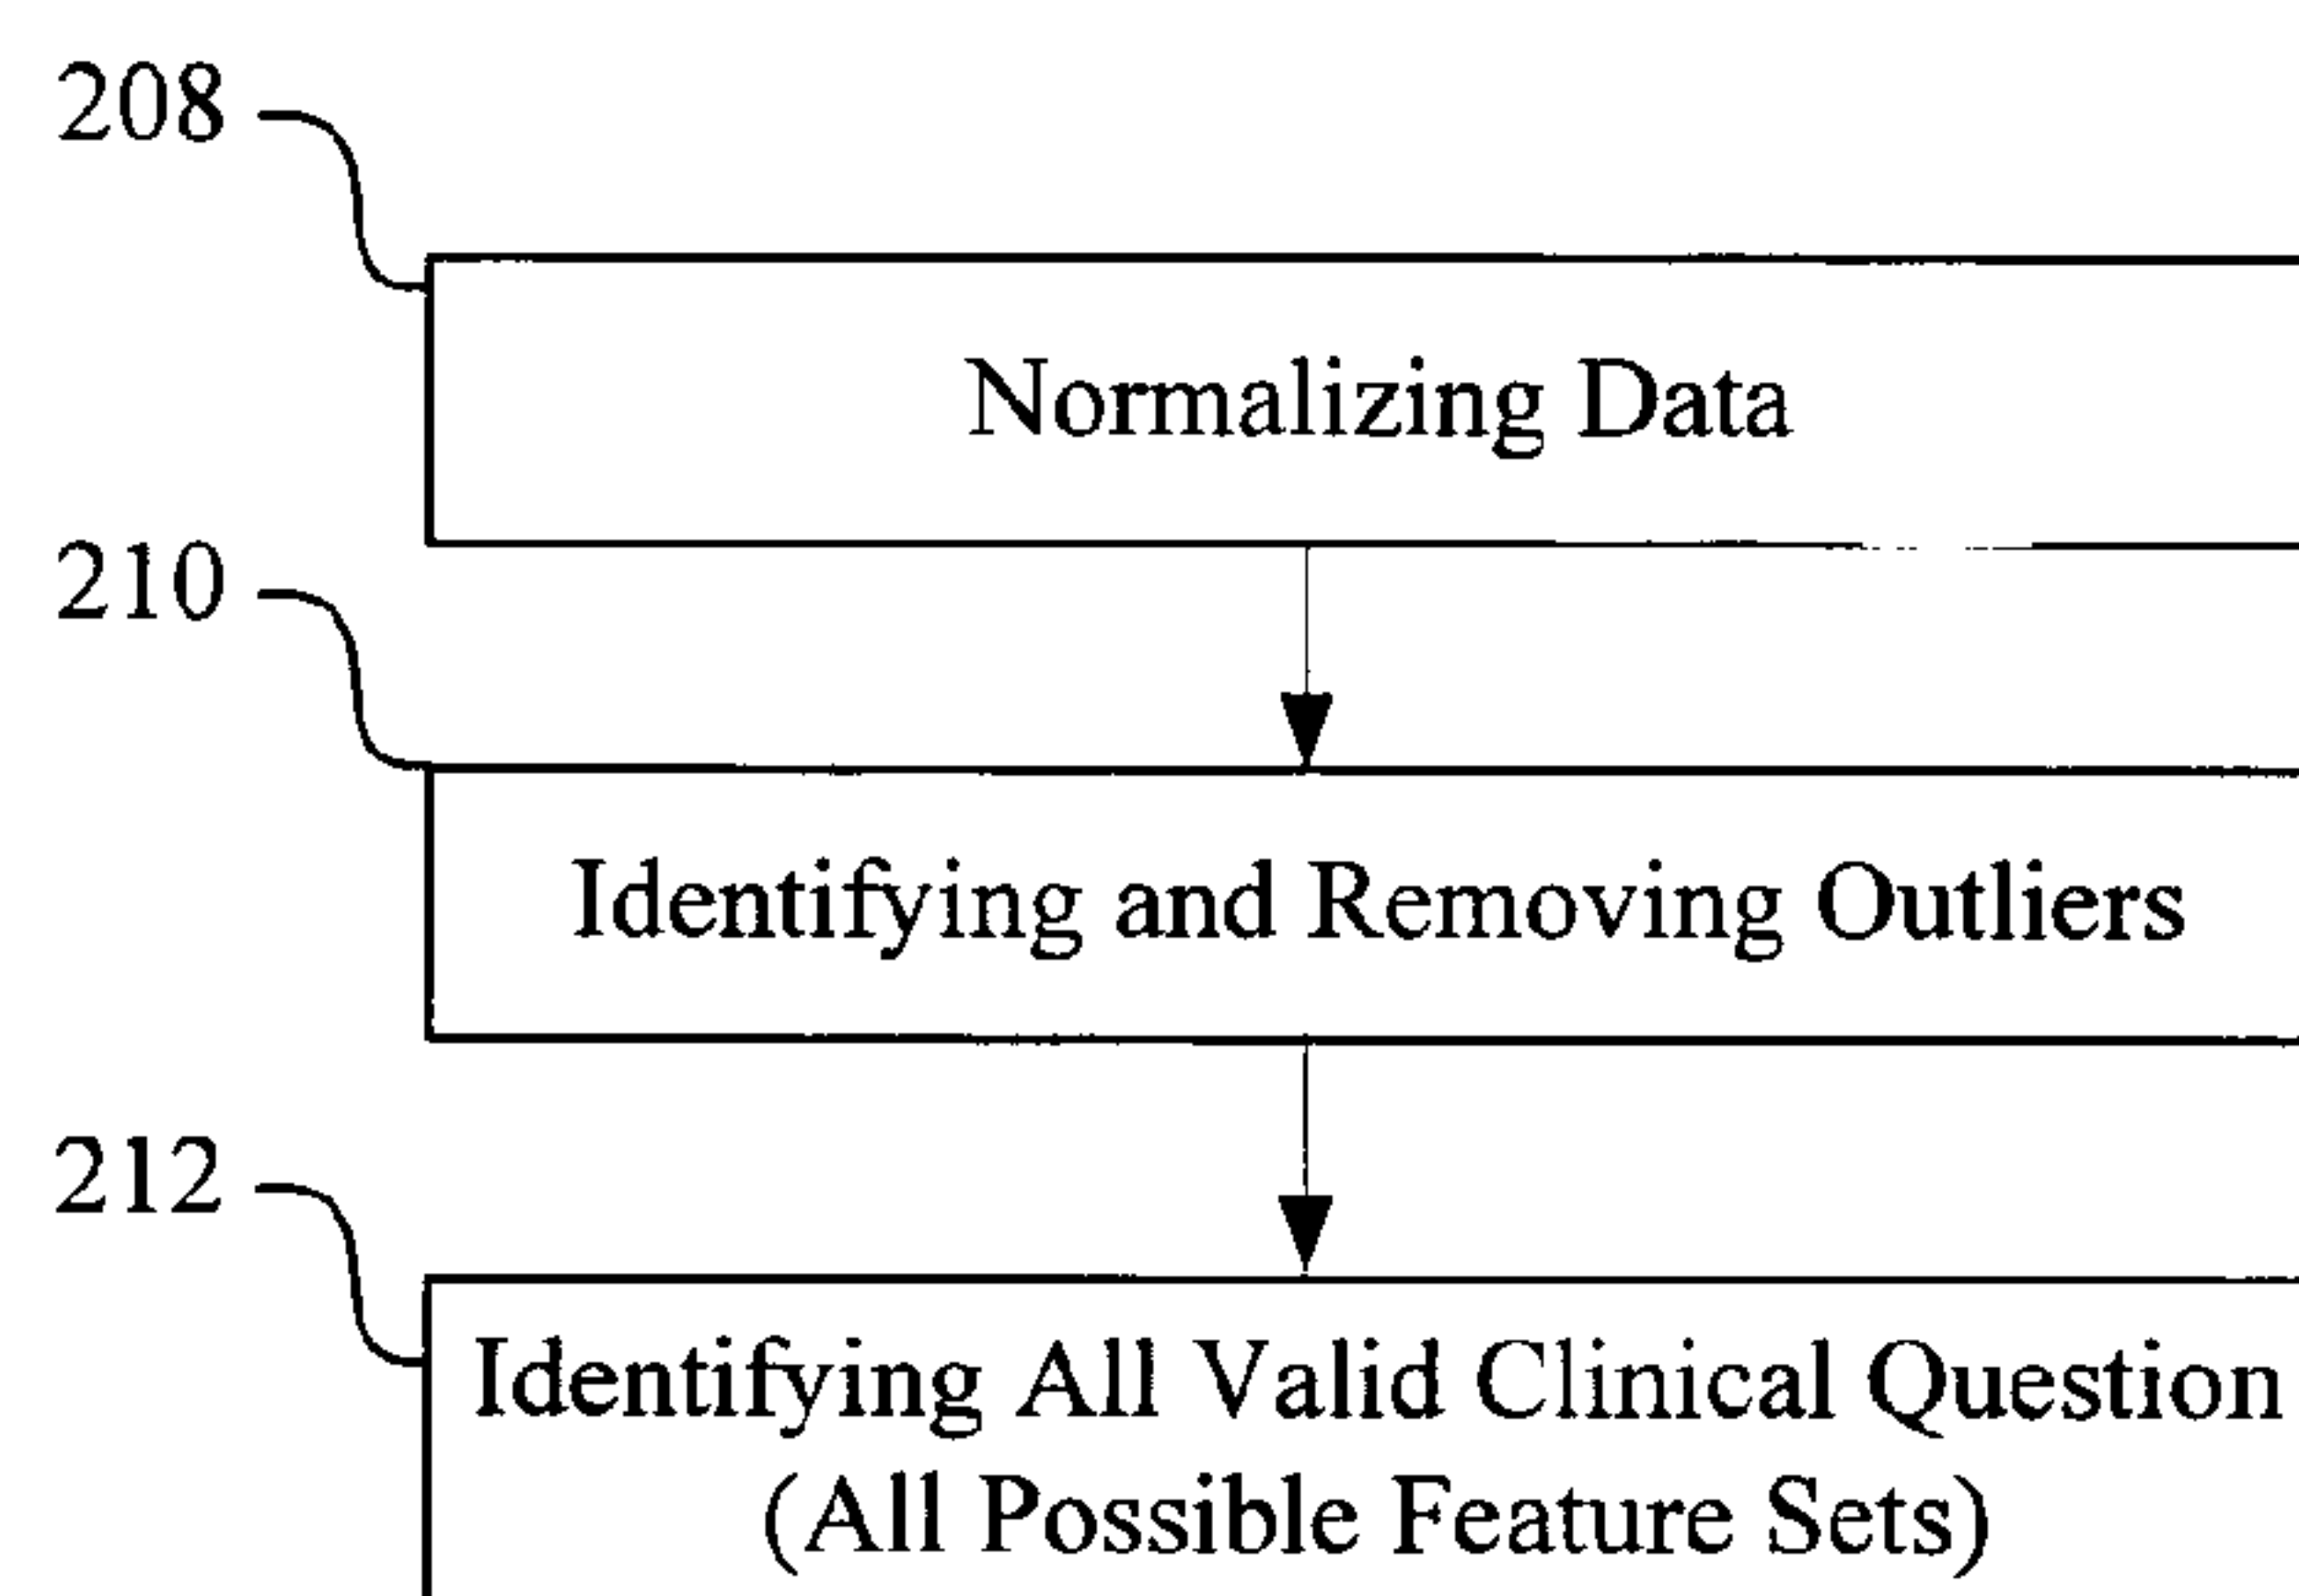 208
Normalizing Data
210
Identifying and Removing Outliers
212
Identifying All Valid Clinical Question
(All Possible Feature Sets)